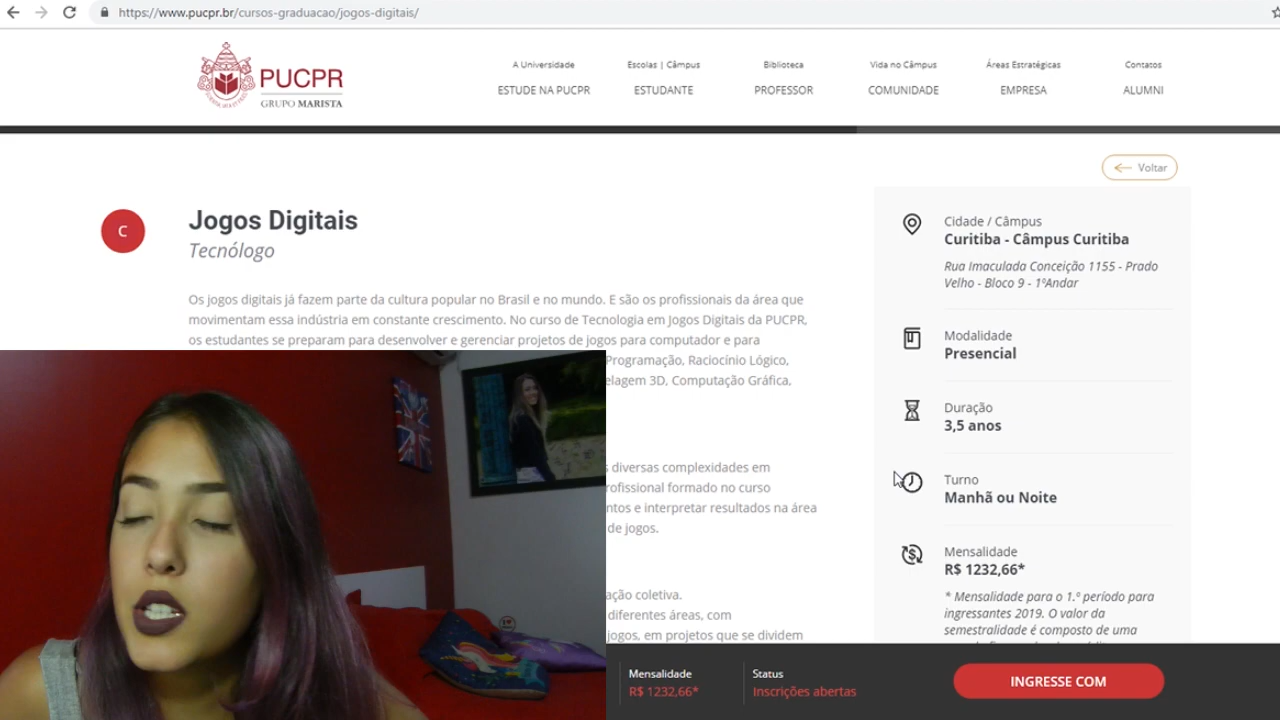 https://www.pucpr.br/cursos-graduacao/jogos-digitais/
PUCPR
GRUPO MARISTA
A Universidade
Escolas | Câmpus
Biblioteca
Vida no Câmpus
Áreas Estratégicas
Contatos
ESTUDE NA PUCPR
ESTUDANTE
PROFESSOR
COMUNIDADE
EMPRESA
ALUMNI
Voltar
C
Jogos Digitais
Tecnólogo
Os jogos digitais já fazem parte da cultura popular no Brasil e no mundo. E são os profissionais da área que
movimentam essa indústria em constante crescimento. No curso de Tecnologia em Jogos Digitais da PUCPR,
os estudantes se preparam para desenvolver e gerenciar projetos de jogos para computador e para
Programação, Raciocínio Lógico,
elagem 3D, Computação Gráfica,
s diversas complexidades em
rofissional formado no curso
ntos e interpretar resultados na área
de jogos.
ação coletiva.
diferentes áreas, com
jogos, em projetos que se dividem
Cidade / Câmpus
Curitiba - Câmpus Curitiba
Rua Imaculada Conceição 1155 - Prado
Velho - Bloco 9 - 1ºAndar
Modalidade
Presencial
Duração
3,5 anos
Turno
Manhã ou Noite
Mensalidade
R$ 1232,66*
* Mensalidade para o 1.º período para
ingressantes 2019. O valor da
semestralidade é composto de uma
Mensalidade
R$ 1232,66*
Status
Inscrições abertas
INGRESSE COM